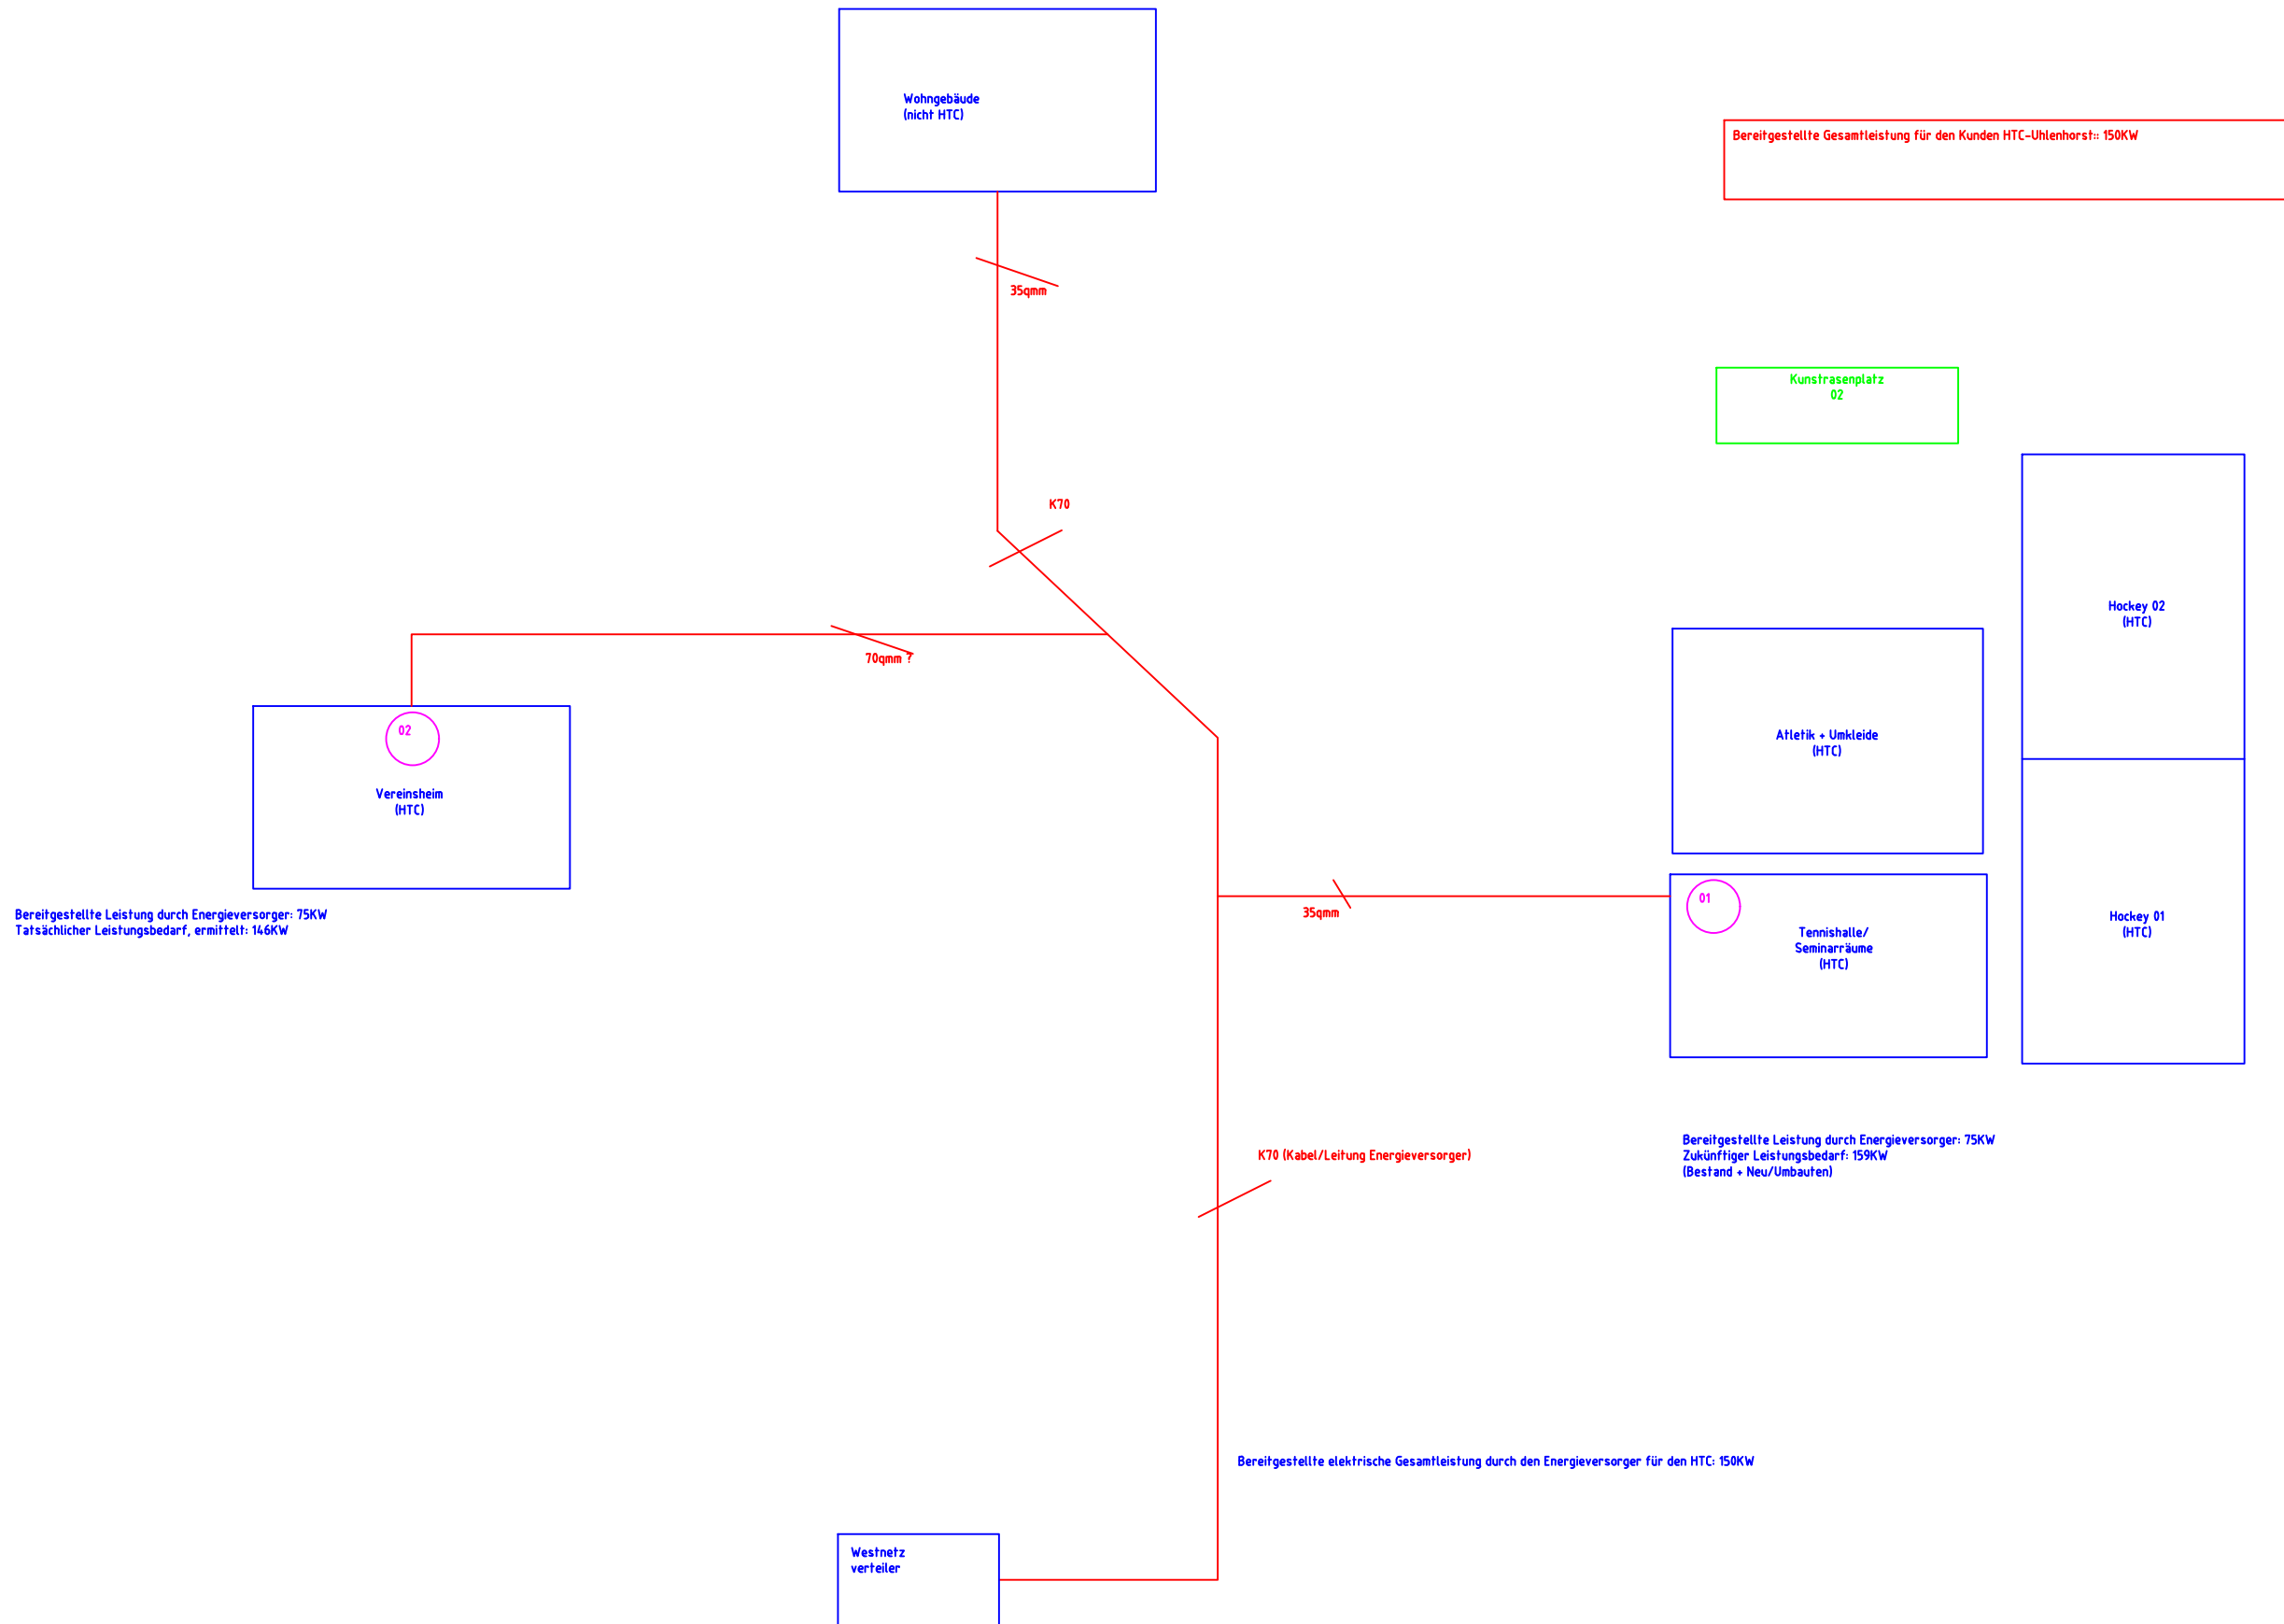 Wohngebäude
(nicht HTC)
Bereitgestellte Gesamtleistung für den Kunden HTC-Uhlenhorst:: 150KW
35qmm
Kunstrasenplatz
02
K70
Hockey 02
(HTC)
70qmm ?
02
Atletik + Umkleide
(HTC)
Vereinsheim
(HTC)
01
35qmm
Bereitgestellte Leistung durch Energieversorger: 75KW
Tatsächlicher Leistungsbedarf, ermittelt: 146KW
Tennishalle/
Seminarräume
(HTC)
Hockey 01
(HTC)
Bereitgestellte Leistung durch Energieversorger: 75KW
Zukünftiger Leistungsbedarf: 159KW
(Bestand + Neu/Umbauten)
K70 (Kabel/Leitung Energieversorger)
Bereitgestellte elektrische Gesamtleistung durch den Energieversorger für den HTC: 150KW
Westnetz
verteiler